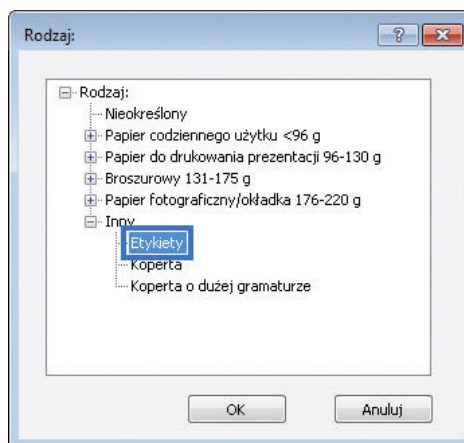 Rodzaj:
Rodzaj:
Nieokreślony
Papier codziennego użytku <96 g
Papier do drukowania prezentacji 96-130 g
Broszurowy 131-175 g
Papier fotograficzny/okładka 176-220 g
Inny
Etykiety
Koperta
Koperta o dużej gramaturze
OK Anuluj